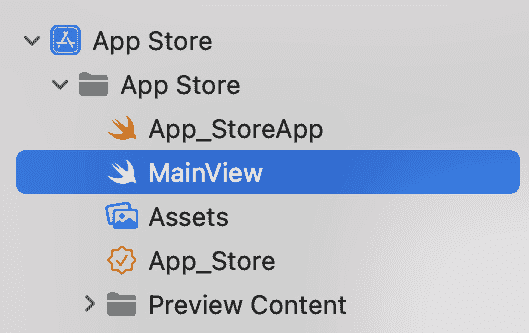 App Store
App Store
App_StoreApp
MainView
Assets
App_Store
Preview Content